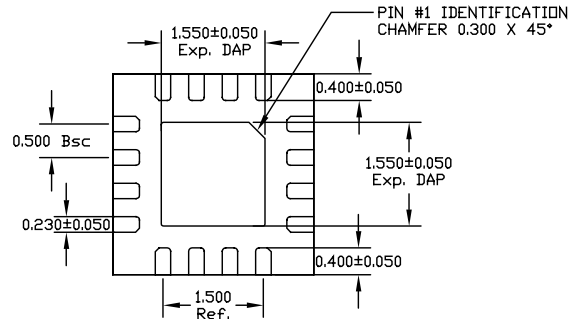 PIN #1 IDENTIFICATION
CHAMFER 0.300 X 45°
1.550±0.050
Exp. DAP
0.400±0.050
0.500 Bsc
1.550±0.050
Exp. DAP
0.230±0.050
0.400±0.050
1.500
Ref.